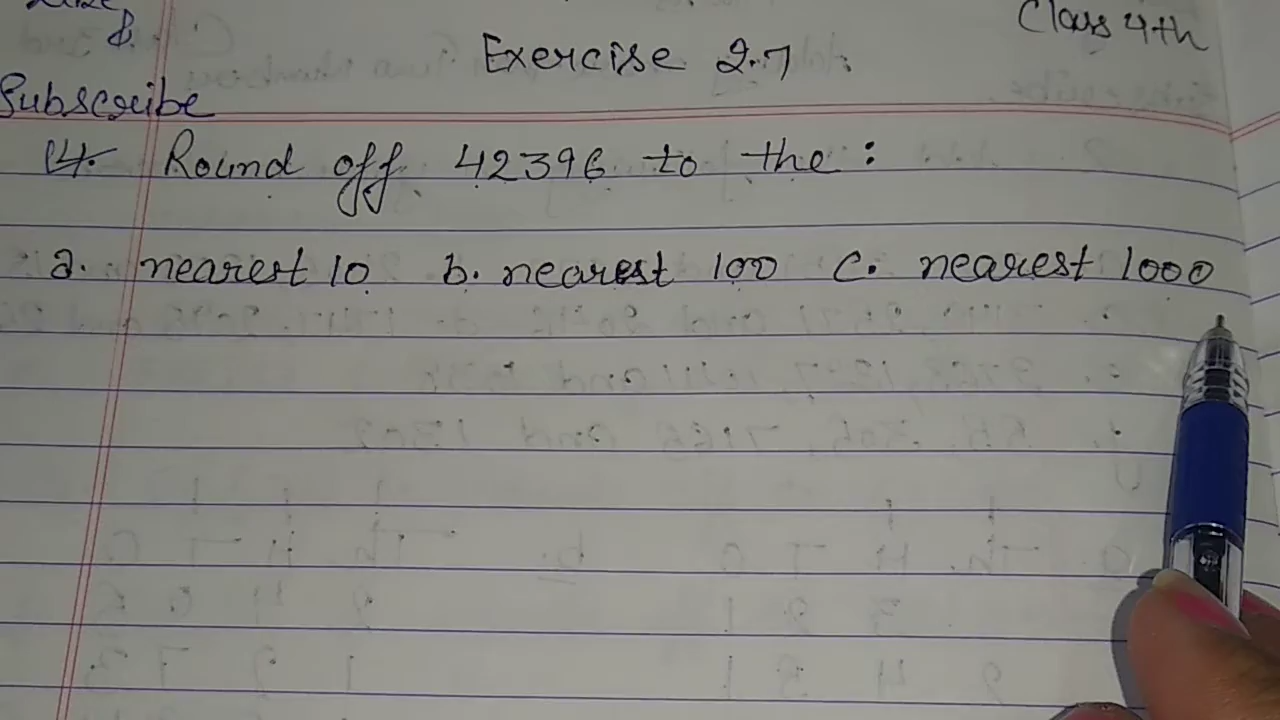 &
Subscribe
Exercise 2.7
Class 4th
14. Round off 42396 to the :
a. nearest 10 b. nearest 100 c. nearest 1000